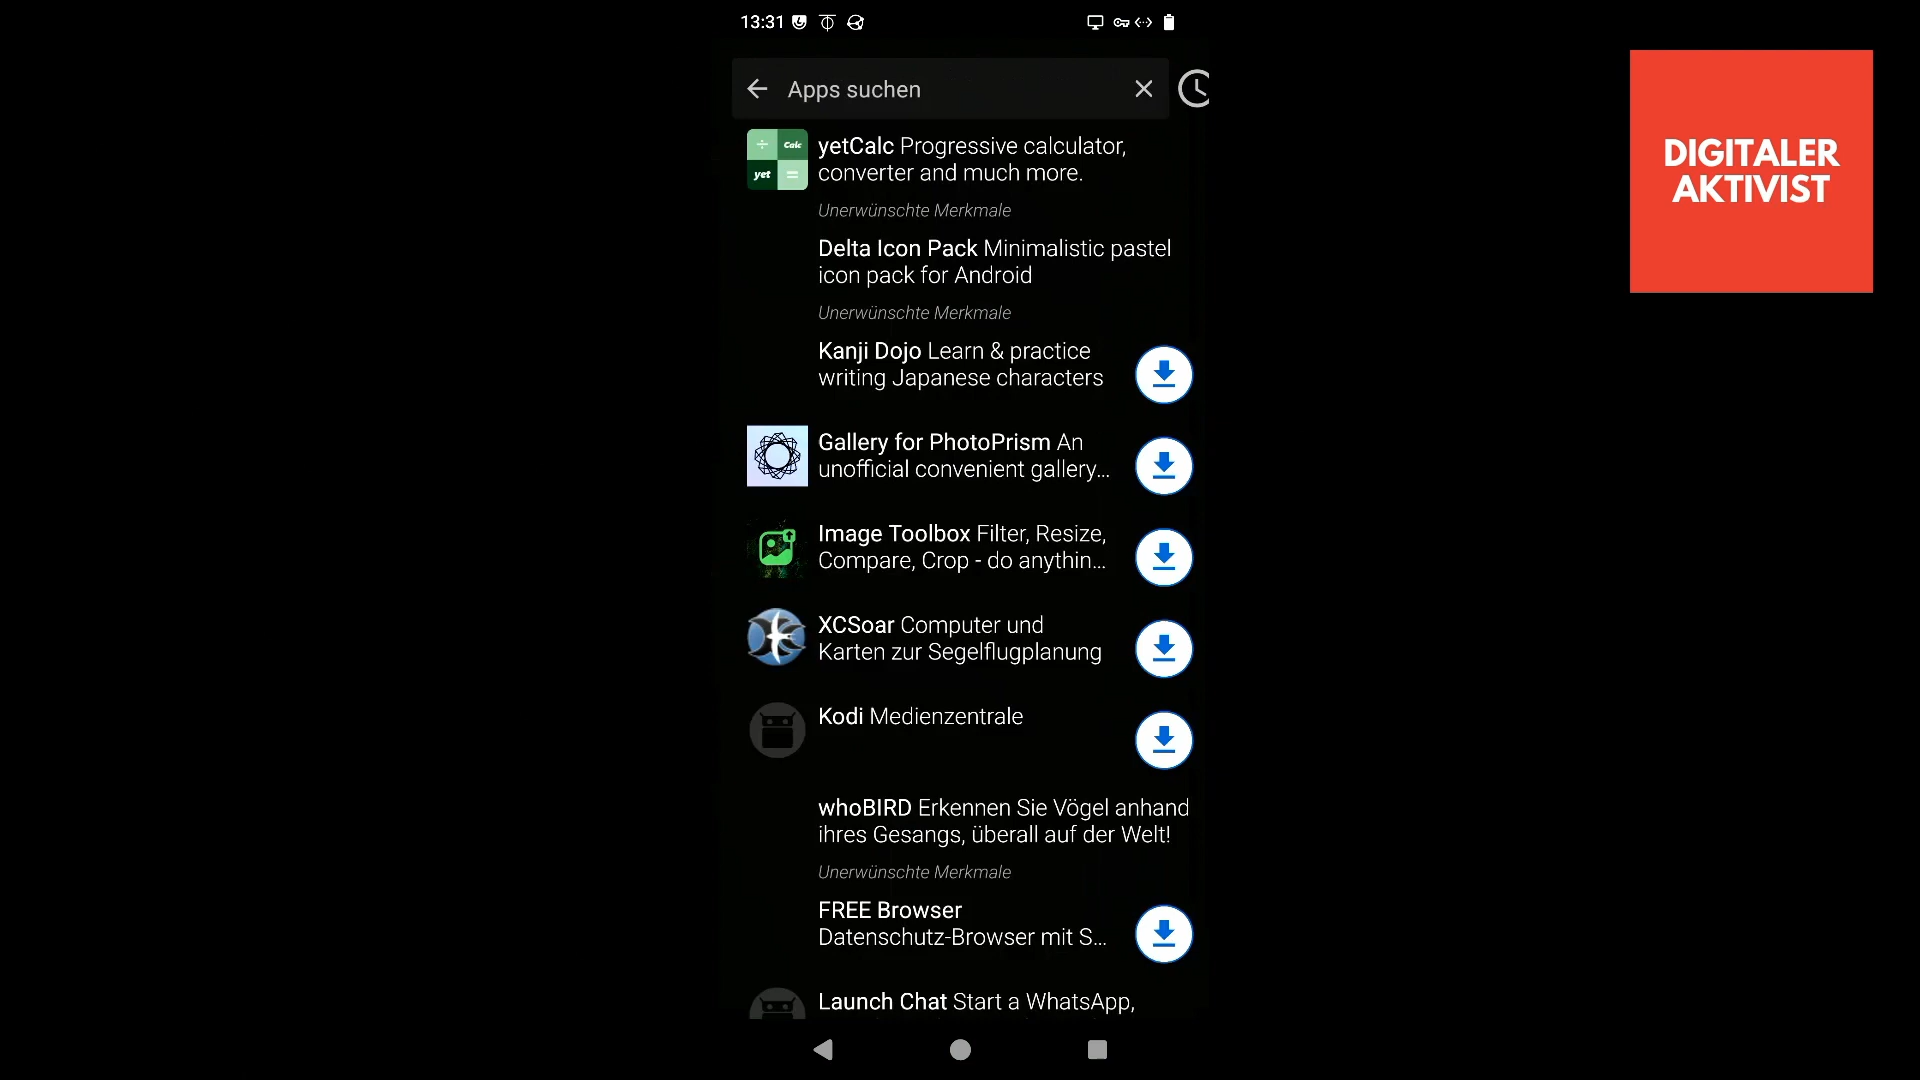 13:31
Apps suchen
÷ Calc
yet =
yetCalc Progressive calculator,
converter and much more.
Unerwünschte Merkmale
Delta Icon Pack Minimalistic pastel
icon pack for Android
Unerwünschte Merkmale
Kanji Dojo Learn & practice
writing Japanese characters
Gallery for PhotoPrism An
unofficial convenient gallery...
Image Toolbox Filter, Resize,
Compare, Crop - do anythin...
XCSoar Computer und
Karten zur Segelflugplanung
Kodi Medienzentrale
whoBIRD Erkennen Sie Vögel anhand
ihres Gesangs, überall auf der Welt!
Unerwünschte Merkmale
FREE Browser
Datenschutz-Browser mit S...
Launch Chat Start a WhatsApp,
DIGITALER
AKTIVIST